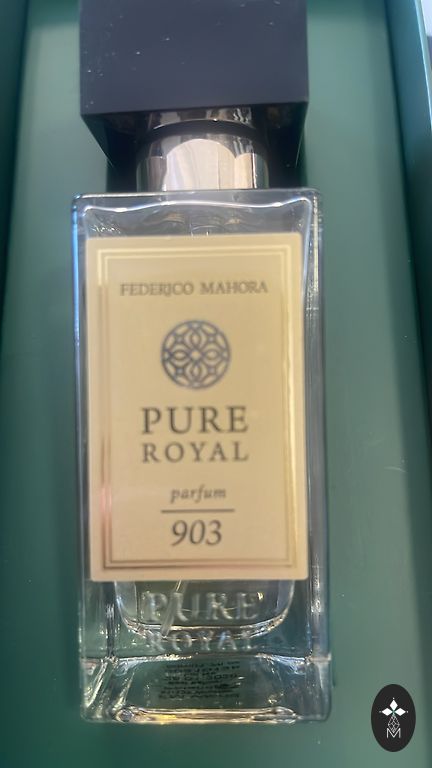 FEDERICO MAHORA
PURE
ROYAL
parfum
903
PURE
ROYAL
M